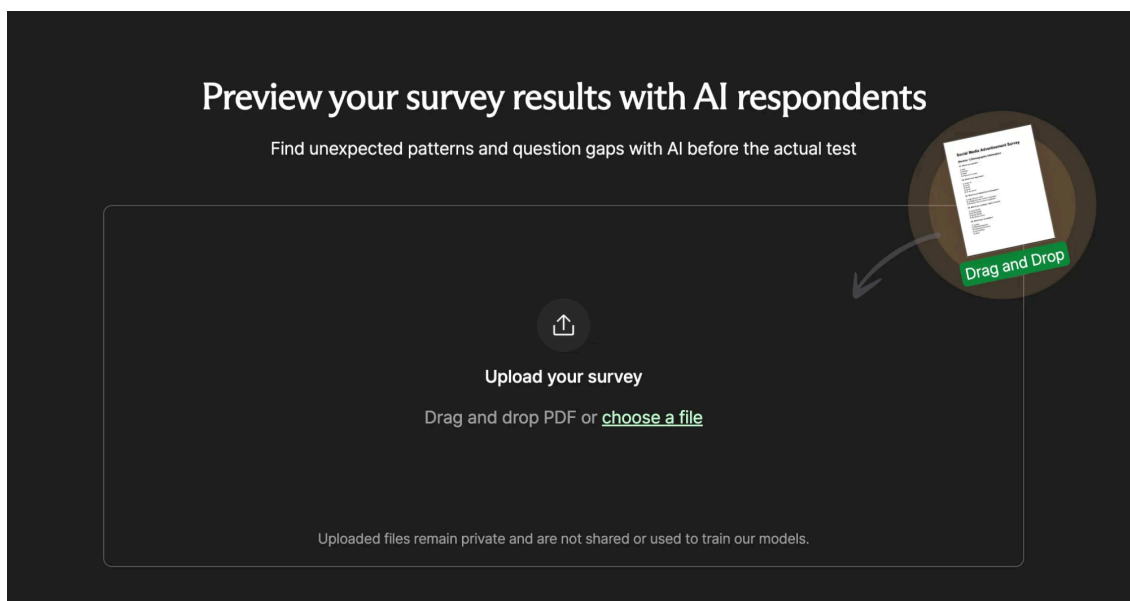 Preview your survey results with AI respondents
Find unexpected patterns and question gaps with AI before the actual test
Social Media Advertisement Survey
Drag and Drop
Upload your survey
Drag and drop PDF or choose a file
Uploaded files remain private and are not shared or used to train our models.